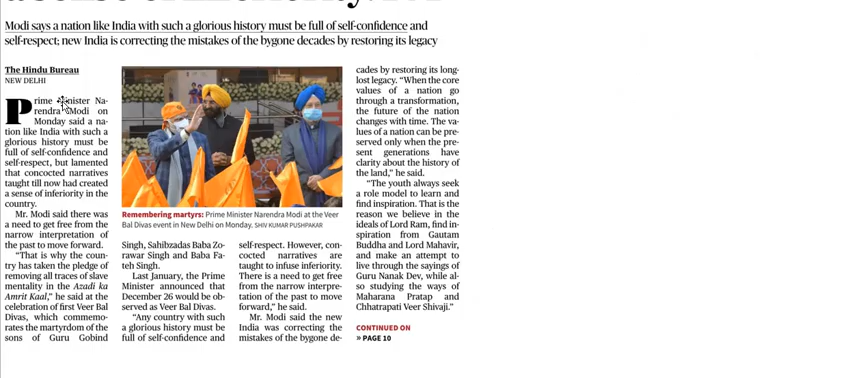 Modi says a nation like India with such a glorious history must be full of self-confidence and
self-respect; new India is correcting the mistakes of the bygone decades by restoring its legacy
The Hindu Bureau
NEW DELHI
Prime Minister Na-
rendra Modi on
Monday said a na-
tion like India with such a
glorious history must be
full of self-confidence and
self-respect, but lamented
that concocted narratives
taught till now had created
a sense of inferiority in the
country.
Mr. Modi said there was
a need to get free from the
narrow interpretation of
the past to move forward.
“That is why the coun-
try has taken the pledge of
removing all traces of slave
mentality in the Azadi ka
Amrit Kaal,” he said at the
celebration of first Veer Bal
Divas, which commemo-
rates the martyrdom of the
sons of Guru Gobind
Remembering martyrs: Prime Minister Narendra Modi at the Veer
Bal Divas event in New Delhi on Monday. SHIV KUMAR PUSHPAKAR
Singh, Sahibzadas Baba Zo-
rawar Singh and Baba Fa-
teh Singh.
Last January, the Prime
Minister announced that
December 26 would be ob-
served as Veer Bal Divas.
“Any country with such
a glorious history must be
full of self-confidence and
self-respect. However, con-
cocted narratives are
taught to infuse inferiority.
There is a need to get free
from the narrow interpre-
tation of the past to move
forward,” he said.
Mr. Modi said the new
India was correcting the
mistakes of the bygone de-
cades by restoring its long-
lost legacy. “When the core
values of a nation go
through a transformation,
the future of the nation
changes with time. The va-
lues of a nation can be pre-
served only when the pre-
sent generations have
clarity about the history of
the land,” he said.
“The youth always seek
a role model to learn and
find inspiration. That is the
reason we believe in the
ideals of Lord Ram, find in-
spiration from Gautam
Buddha and Lord Mahavir,
and make an attempt to
live through the sayings of
Guru Nanak Dev, while al-
so studying the ways of
Maharana Pratap and
Chhatrapati Veer Shivaji.”
CONTINUED ON
» PAGE 10